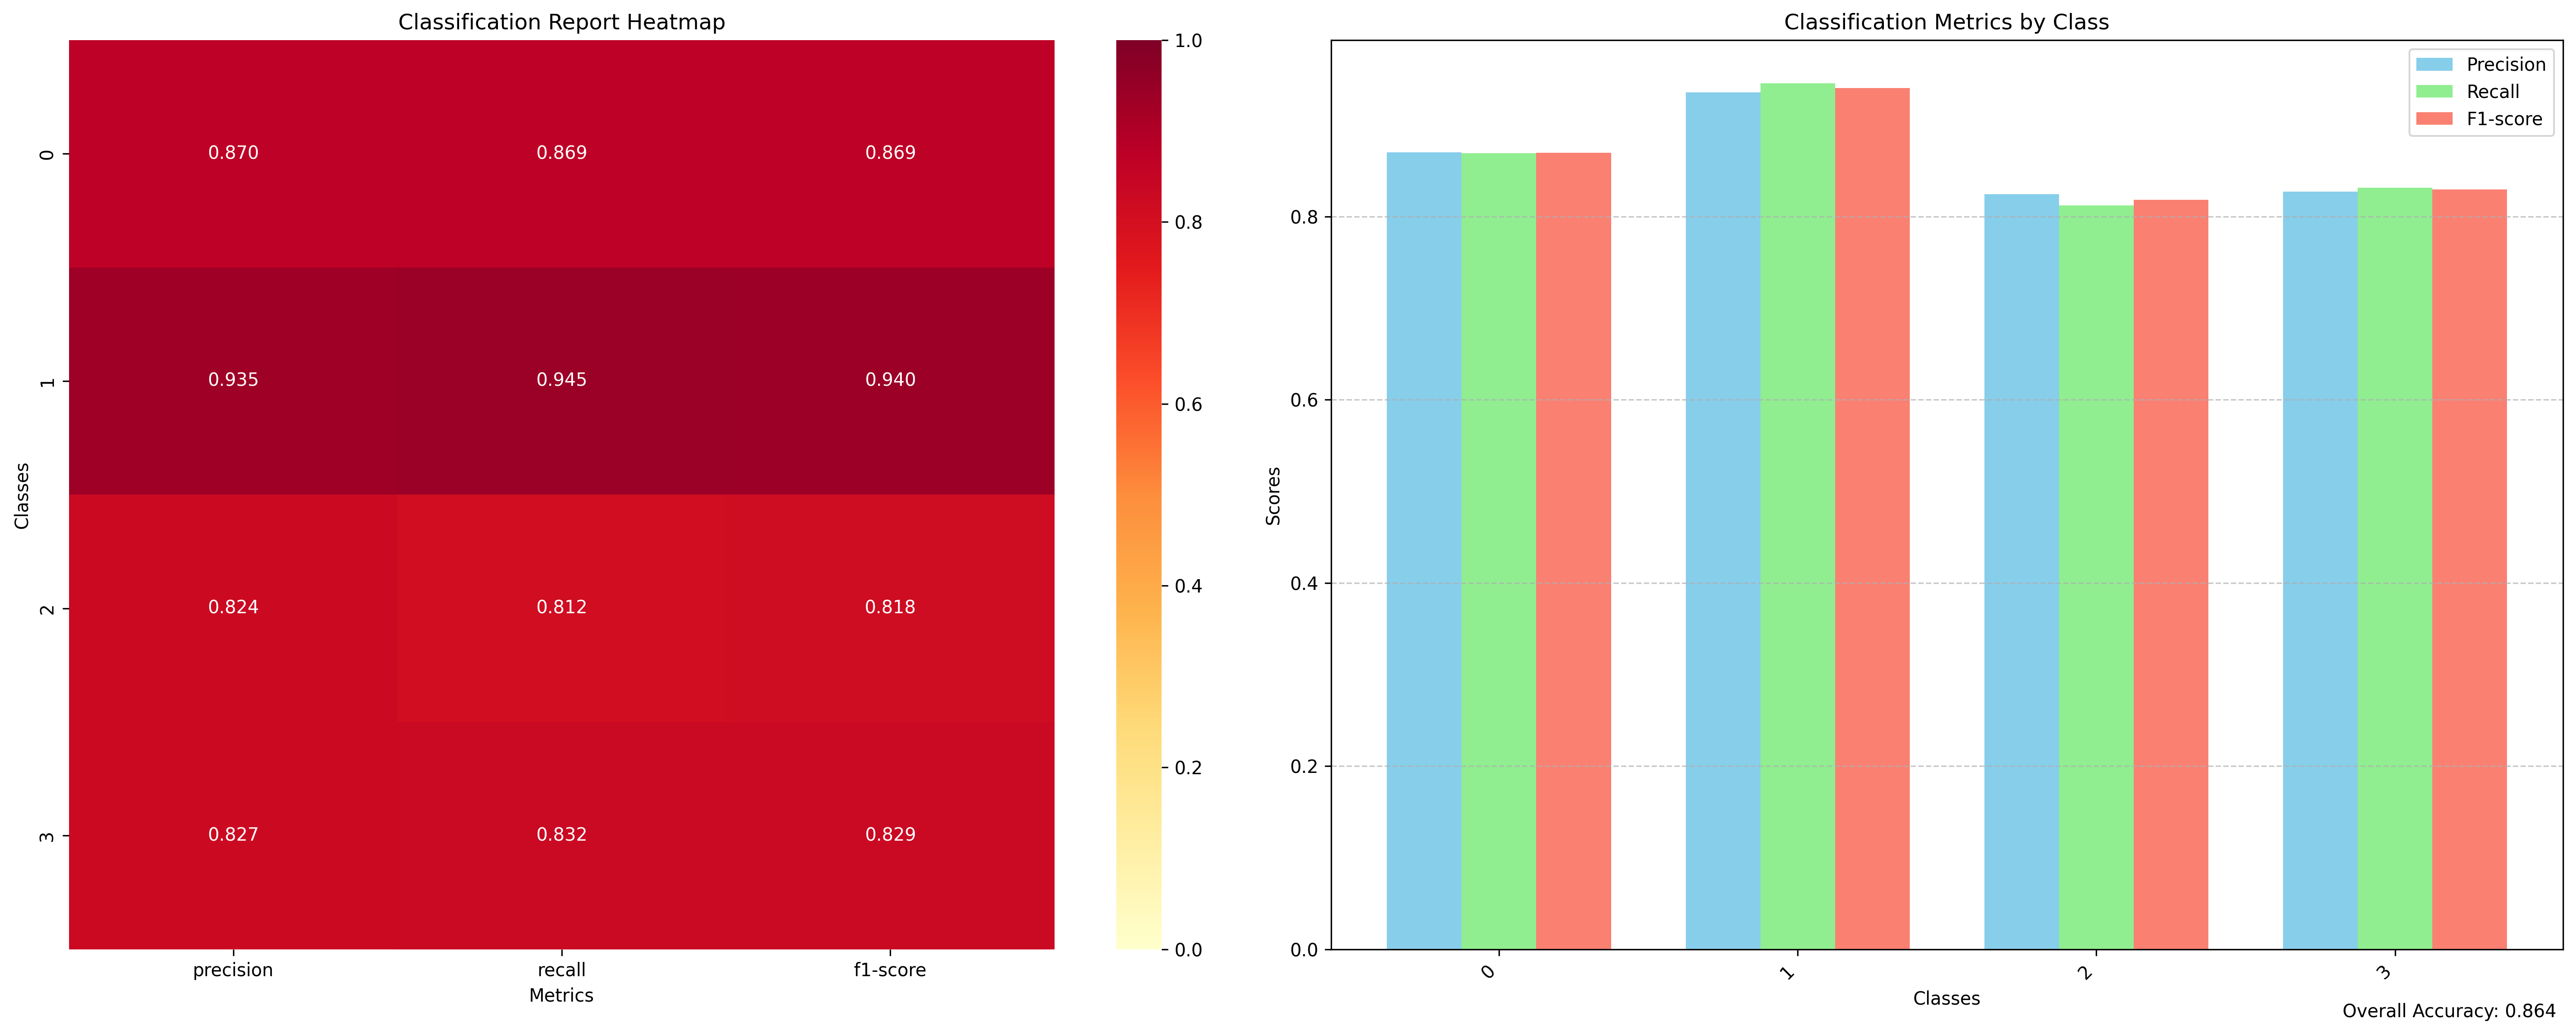 Classification Report Heatmap
Classes
0
1
2
3
0.870 0.869 0.869
0.935 0.945 0.940
0.824 0.812 0.818
0.827 0.832 0.829
precision recall f1-score
Metrics
1.0
0.8
0.6
0.4
0.2
0.0
Classification Metrics by Class
Precision
Recall
F1-score
Scores
0.8
0.6
0.4
0.2
0.0
0 1 2 3
Classes
Overall Accuracy: 0.864